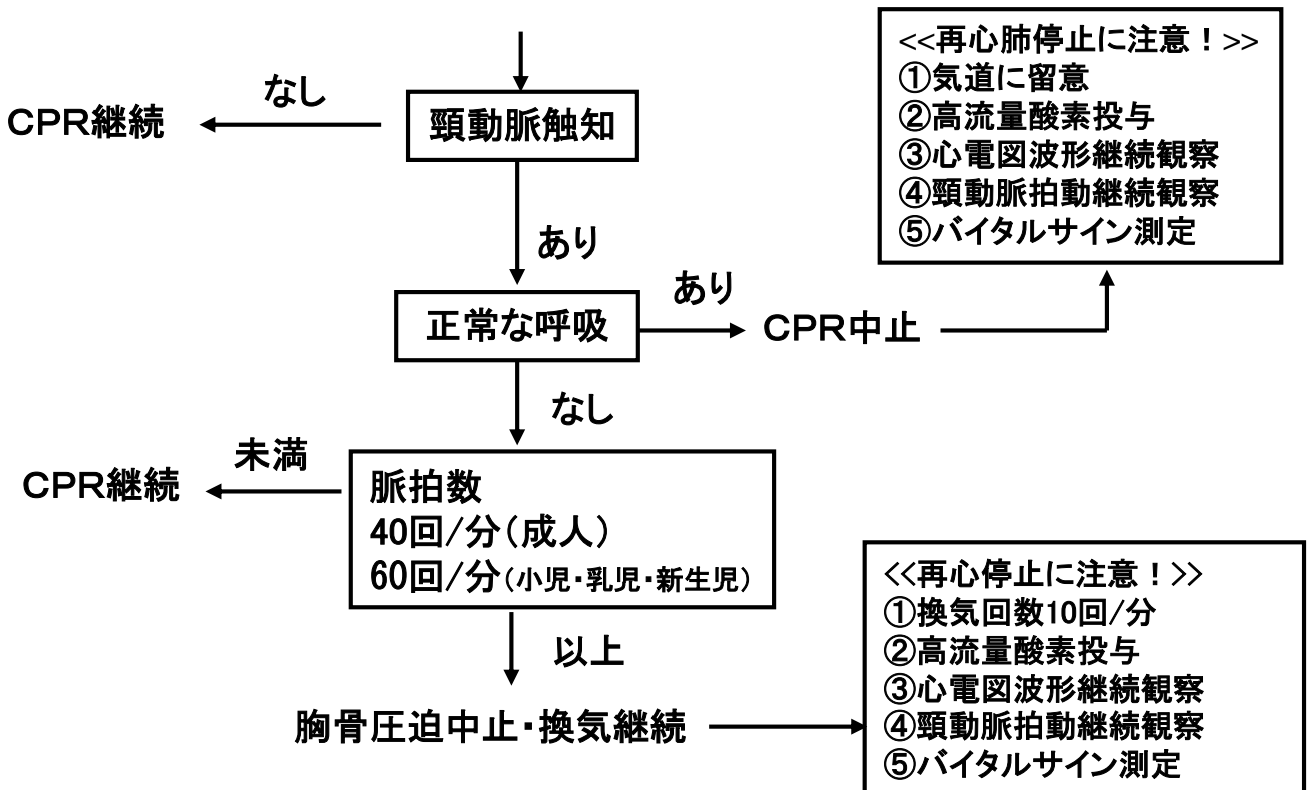 <<再心肺停止に注意！>>
①気道に留意
②高流量酸素投与
③心電図波形継続観察
④頸動脈拍動継続観察
⑤バイタルサイン測定
なし
ＣＰＲ継続
頸動脈触知
あり
正常な呼吸
あり
ＣＰＲ中止
なし
未満
ＣＰＲ継続
脈拍数
40回/分（成人）
60回/分（小児・乳児・新生児）
以上
胸骨圧迫中止・換気継続
<<再心停止に注意！>>
①換気回数10回/分
②高流量酸素投与
③心電図波形継続観察
④頸動脈拍動継続観察
⑤バイタルサイン測定